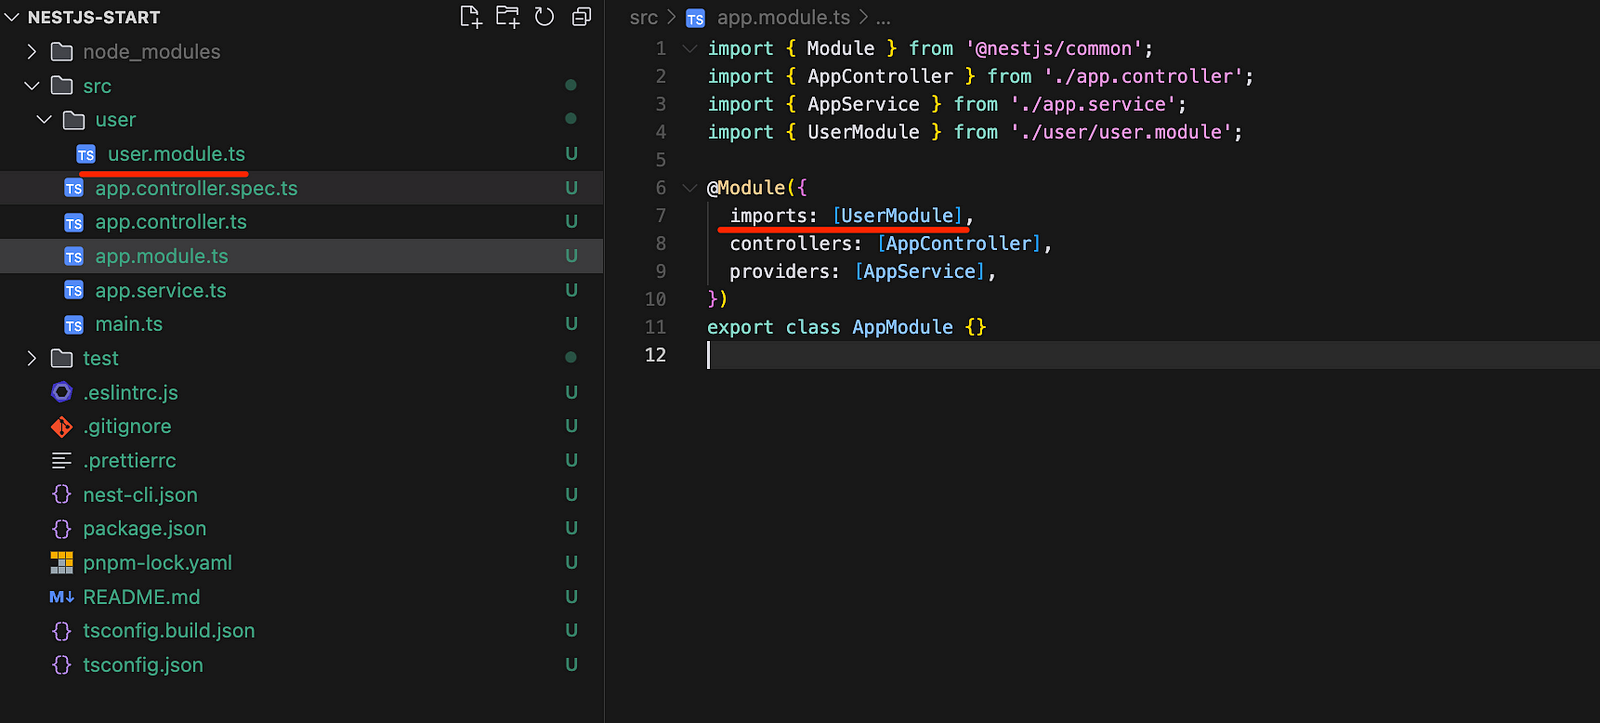 NESTJS-START
node_modules
src
user
TS user.module.ts U
TS app.controller.spec.ts U
TS app.controller.ts U
TS app.module.ts U
TS app.service.ts U
TS main.ts U
test
.eslintrc.js U
.gitignore U
.prettierrc U
{} nest-cli.json U
{} package.json U
pnpm-lock.yaml U
M↓ README.md U
{} tsconfig.build.json U
{} tsconfig.json U
src > TS app.module.ts > ...
1 import { Module } from '@nestjs/common';
2 import { AppController } from './app.controller';
3 import { AppService } from './app.service';
4 import { UserModule } from './user/user.module';
5
6 @Module({
7 imports: [UserModule],
8 controllers: [AppController],
9 providers: [AppService],
10 })
11 export class AppModule {}
12